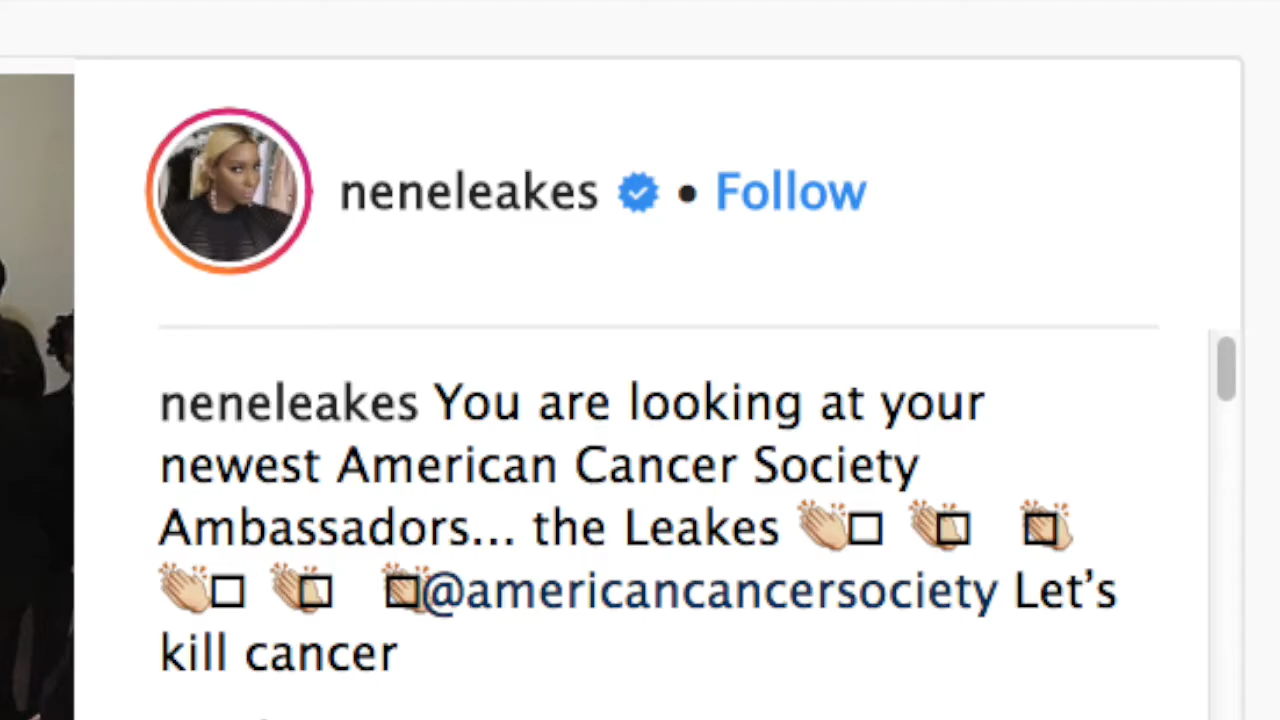 neneleakes • Follow
neneleakes You are looking at your
newest American Cancer Society
Ambassadors... the Leakes 👏🏼□ 👏🏼□ 👏🏼□
👏🏼□ 👏🏼□ 👏🏼□@americancancersociety Let’s
kill cancer